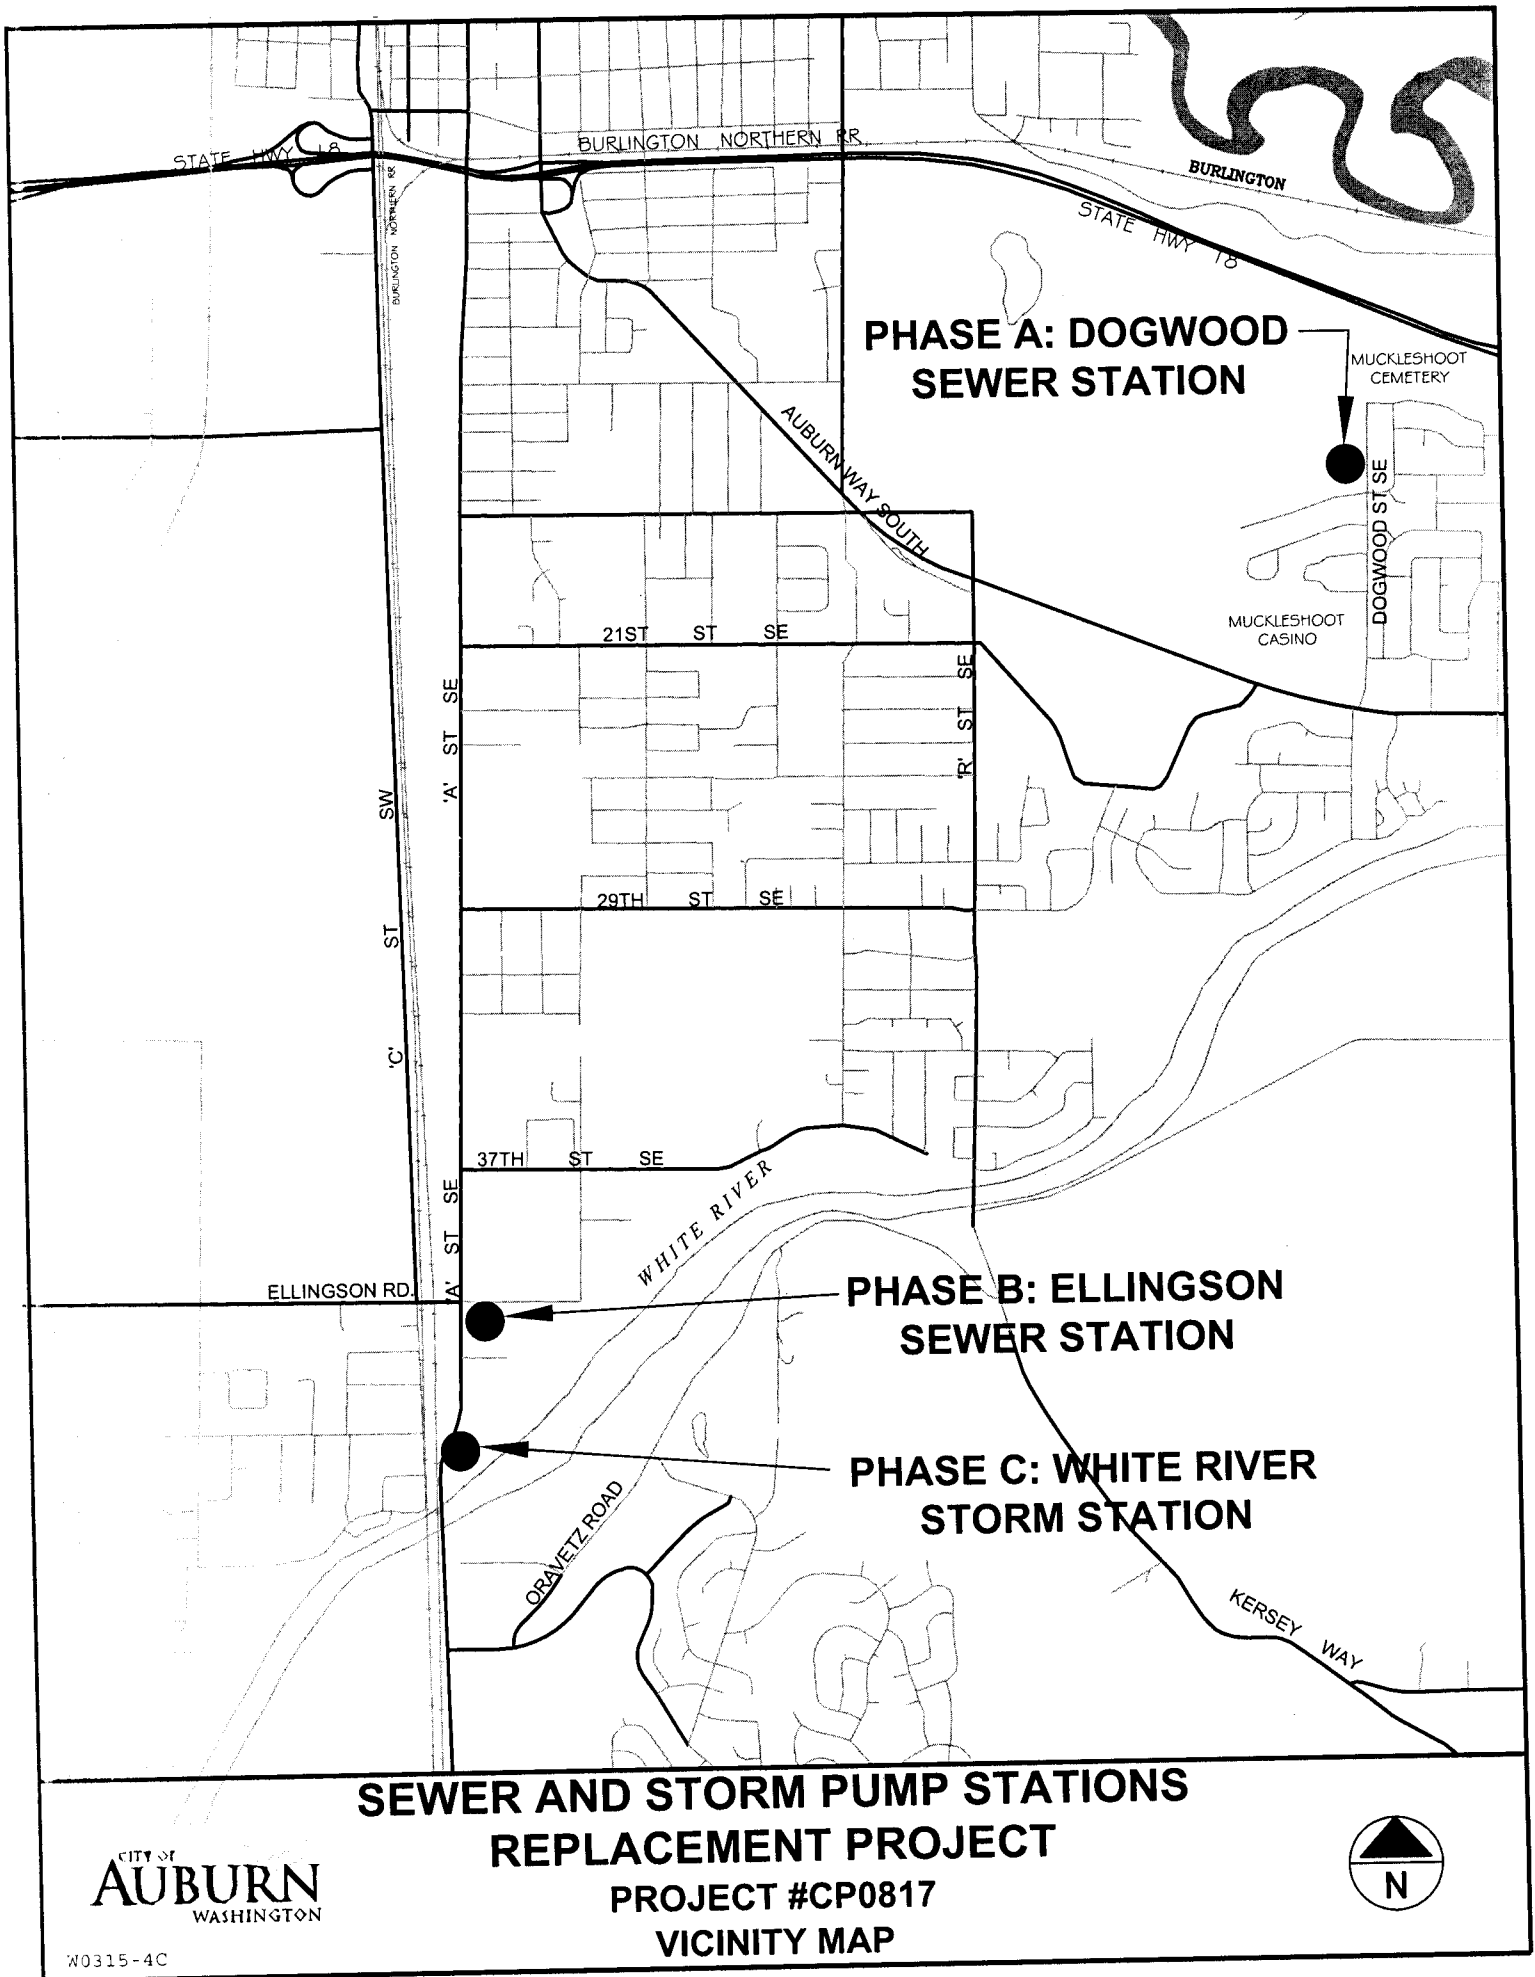 BURLINGTON NORTHERN RR
STATE HWY 18
BURLINGTON
BURLINGTON NORTHERN RR
STATE HWY 18
PHASE A: DOGWOOD
SEWER STATION
MUCKLESHOOT
CEMETERY
AUBURN WAY SOUTH
DOGWOOD ST SE
MUCKLESHOOT
CASINO
21ST ST SE
'A' ST SE
'R' ST SE
'C' ST SW
29TH ST SE
37TH ST SE
WHITE RIVER
'A' ST SE
ELLINGSON RD.
PHASE B: ELLINGSON
SEWER STATION
PHASE C: WHITE RIVER
STORM STATION
ORAVETZ ROAD
KERSEY WAY
SEWER AND STORM PUMP STATIONS
REPLACEMENT PROJECT
PROJECT #CP0817
VICINITY MAP
CITY OF
AUBURN
WASHINGTON
N
W0315-4C